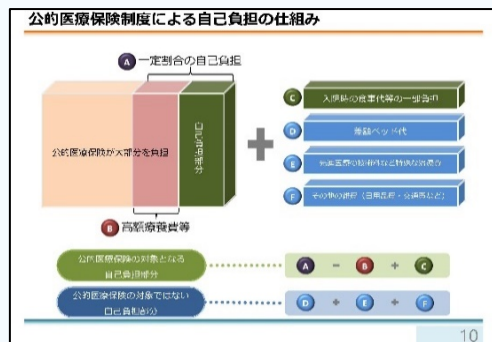 公的医療保険制度による自己負担の仕組み
A 一定割合の自己負担
公的医療保険が大部分を負担
自己負担部分
B 高額療養費等
C 入院時の食事代等の一部負担
D 差額ベッド代
E 先進医療の技術料など特殊な治療費
F その他の雑費（日用品費・交通費など）
公的医療保険の対象となる
自己負担部分
A − B + C
公的医療保険の対象ではない
自己負担部分
D + E + F
10